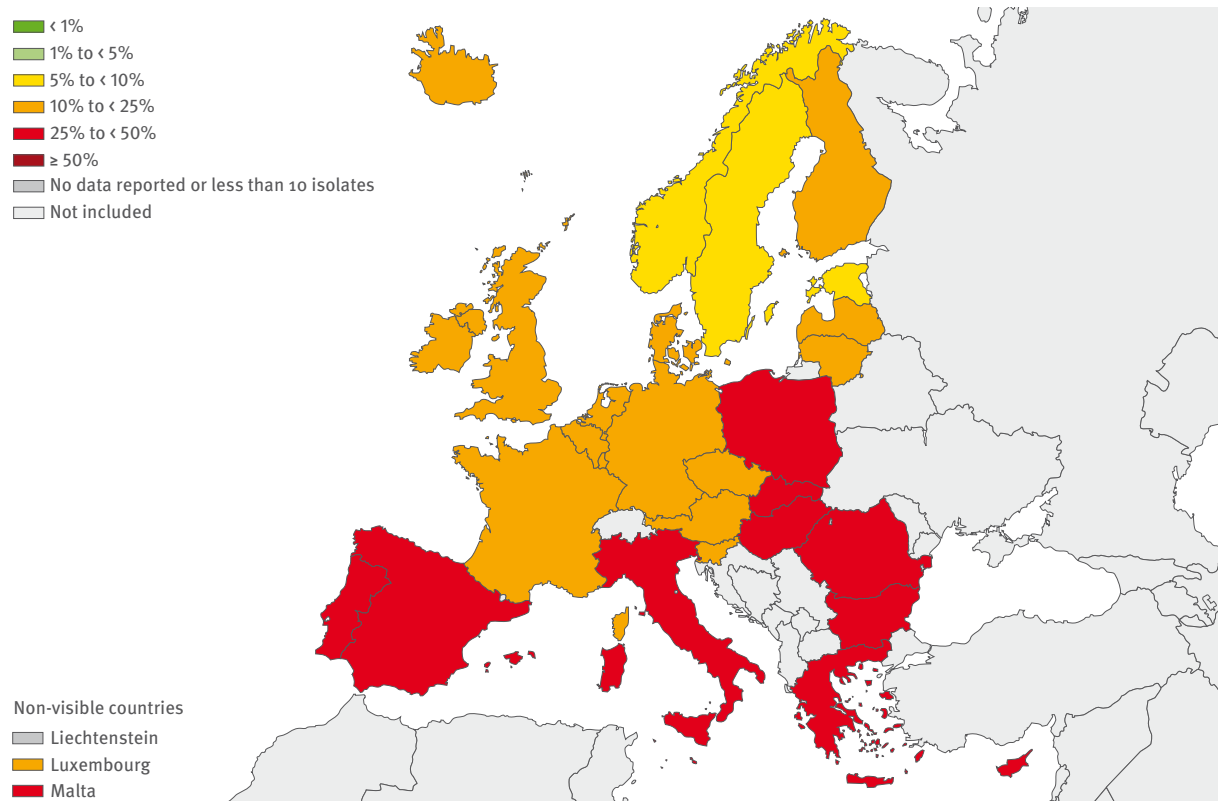 < 1%
1% to < 5%
5% to < 10%
10% to < 25%
25% to < 50%
≥ 50%
No data reported or less than 10 isolates
Not included
Non-visible countries
Liechtenstein
Luxembourg
Malta